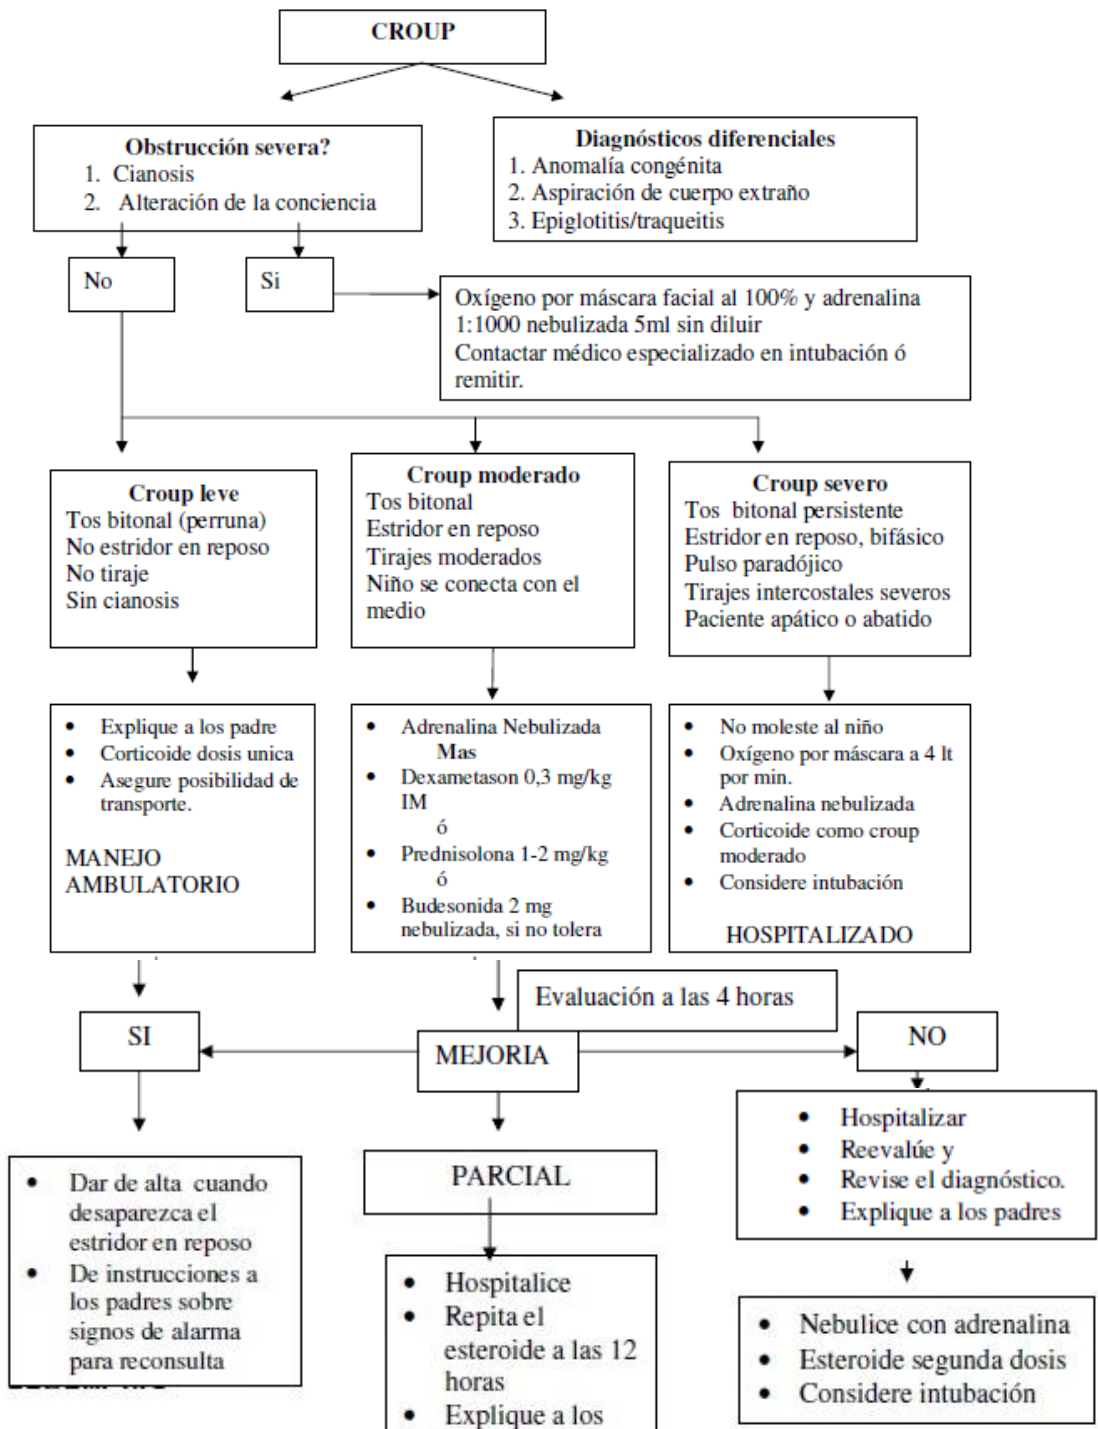 CROUP
Obstrucción severa?
1. Cianosis
2. Alteración de la conciencia
Diagnósticos diferenciales
1. Anomalía congénita
2. Aspiración de cuerpo extraño
3. Epiglotitis/traqueitis
No
Si
Oxígeno por máscara facial al 100% y adrenalina
1:1000 nebulizada 5ml sin diluir
Contactar médico especializado en intubación ó
remitir.
Croup leve
Tos bitonal (perruna)
No estridor en reposo
No tiraje
Sin cianosis
Croup moderado
Tos bitonal
Estridor en reposo
Tirajes moderados
Niño se conecta con el
medio
Croup severo
Tos bitonal persistente
Estridor en reposo, bifásico
Pulso paradójico
Tirajes intercostales severos
Paciente apático o abatido
• Explique a los padre
• Corticoide dosis unica
• Asegure posibilidad de
transporte.
MANEJO
AMBULATORIO
• Adrenalina Nebulizada
Mas
• Dexametason 0,3 mg/kg
IM
ó
• Prednisolona 1-2 mg/kg
ó
• Budesonida 2 mg
nebulizada, si no tolera
• No moleste al niño
• Oxígeno por máscara a 4 lt
por min.
• Adrenalina nebulizada
• Corticoide como croup
moderado
• Considere intubación
HOSPITALIZADO
Evaluación a las 4 horas
SI
MEJORIA
NO
• Dar de alta cuando
desaparezca el
estridor en reposo
• De instrucciones a
los padres sobre
signos de alarma
para reconsulta
PARCIAL
• Hospitalice
• Repita el
esteroide a las 12
horas
• Explique a los
• Hospitalizar
• Reevalúe y
• Revise el diagnóstico.
• Explique a los padres
• Nebulice con adrenalina
• Esteroide segunda dosis
• Considere intubación